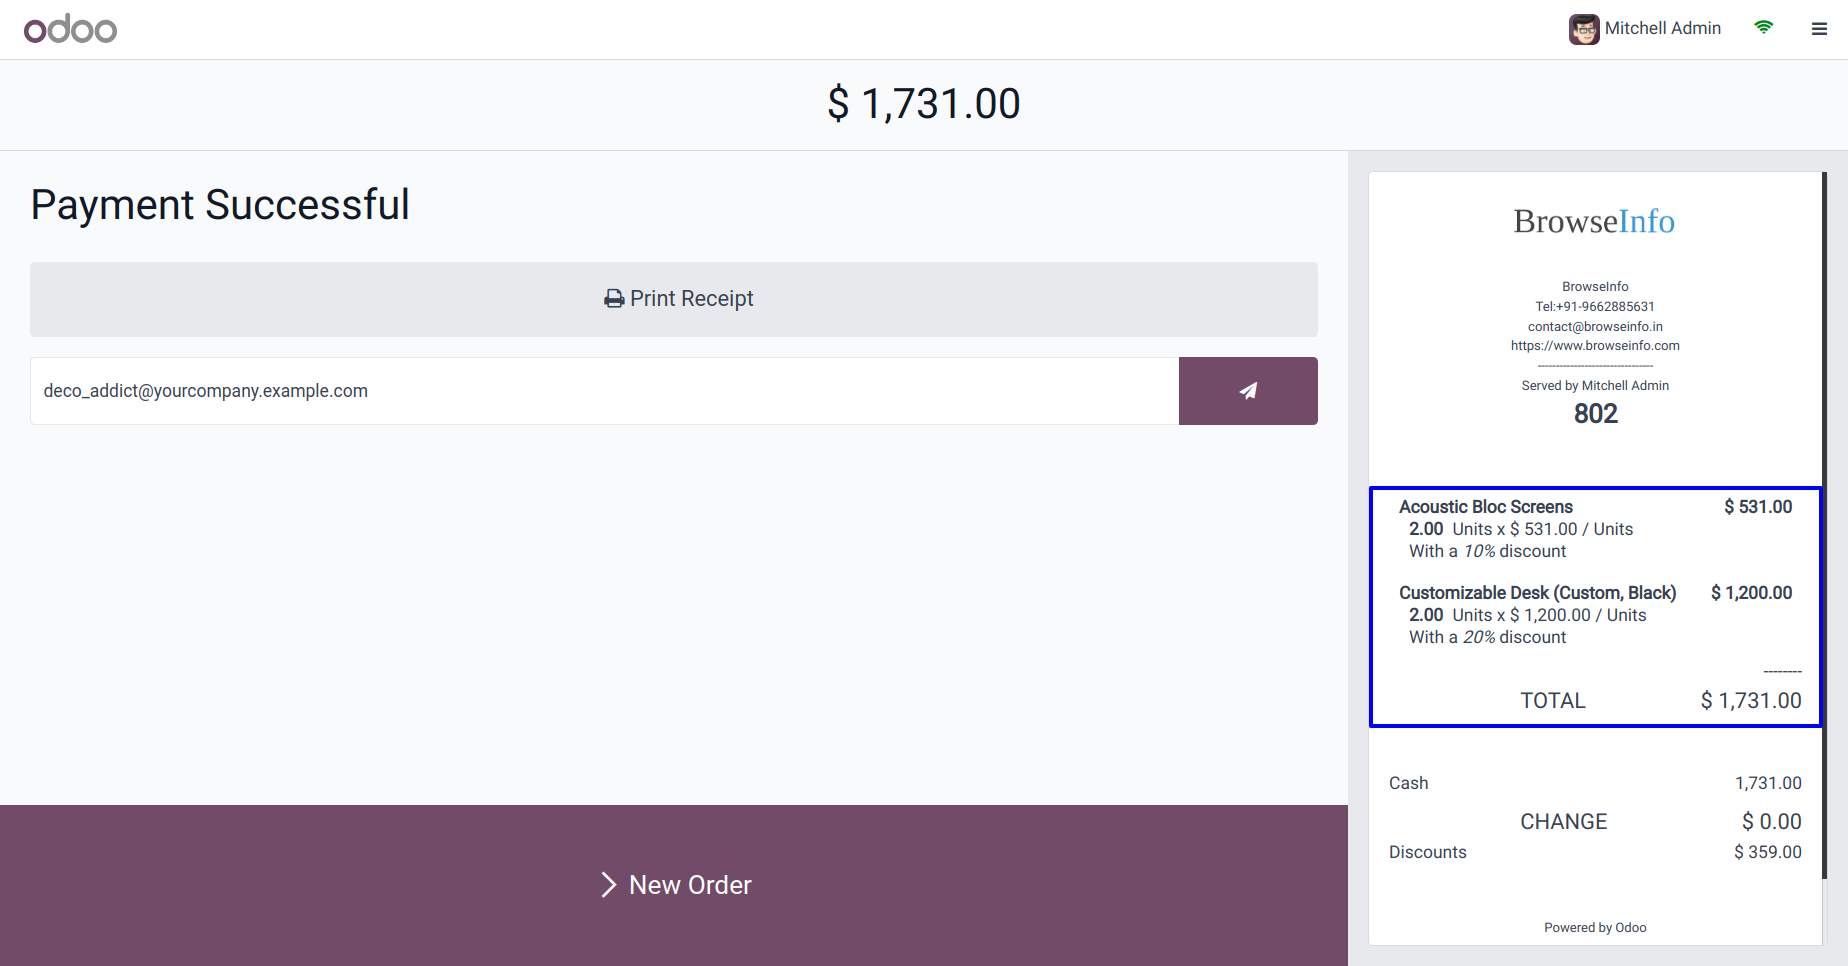 odoo
Mitchell Admin
$ 1,731.00
Payment Successful
Print Receipt
deco_addict@yourcompany.example.com
New Order
BrowseInfo
BrowseInfo
Tel:+91-9662885631
contact@browseinfo.in
https://www.browseinfo.com
--------------------------------
Served by Mitchell Admin
802
Acoustic Bloc Screens $ 531.00
2.00 Units x $ 531.00 / Units
With a 10% discount
Customizable Desk (Custom, Black) $ 1,200.00
2.00 Units x $ 1,200.00 / Units
With a 20% discount
--------
TOTAL $ 1,731.00
Cash 1,731.00
CHANGE $ 0.00
Discounts $ 359.00
Powered by Odoo